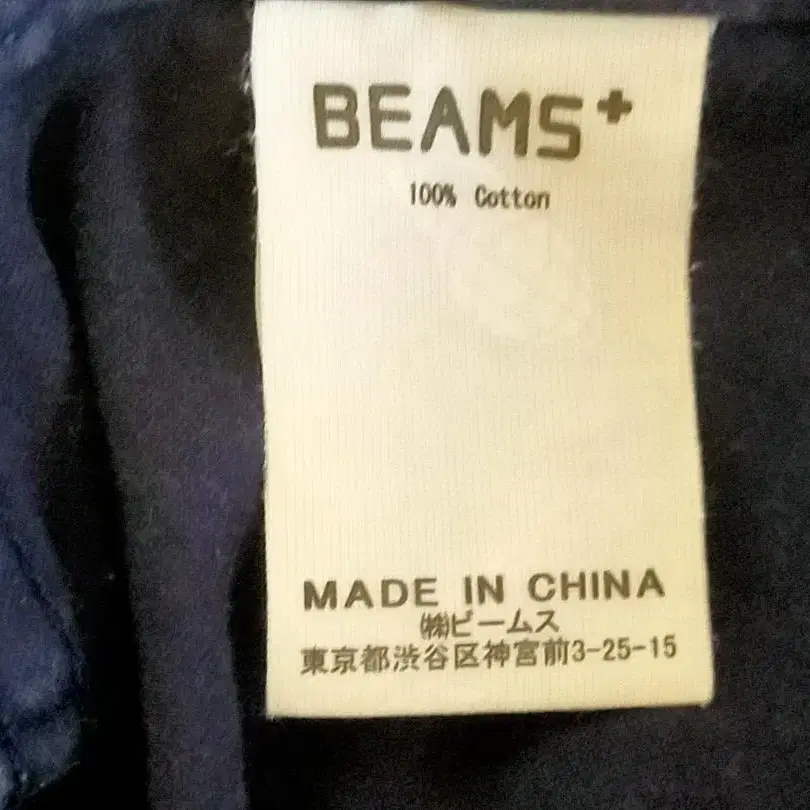 BEAMS+
100% Cotton
MADE IN CHINA
㈱ビームス
東京都渋谷区神宮前3-25-15